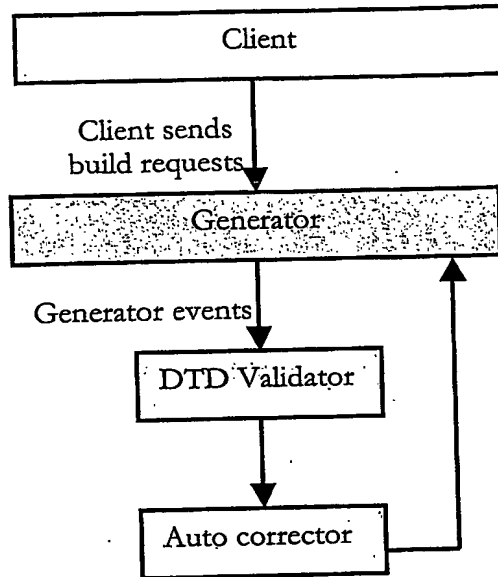 Client
Client sends
build requests
Generator
Generator events
DTD Validator
Auto corrector